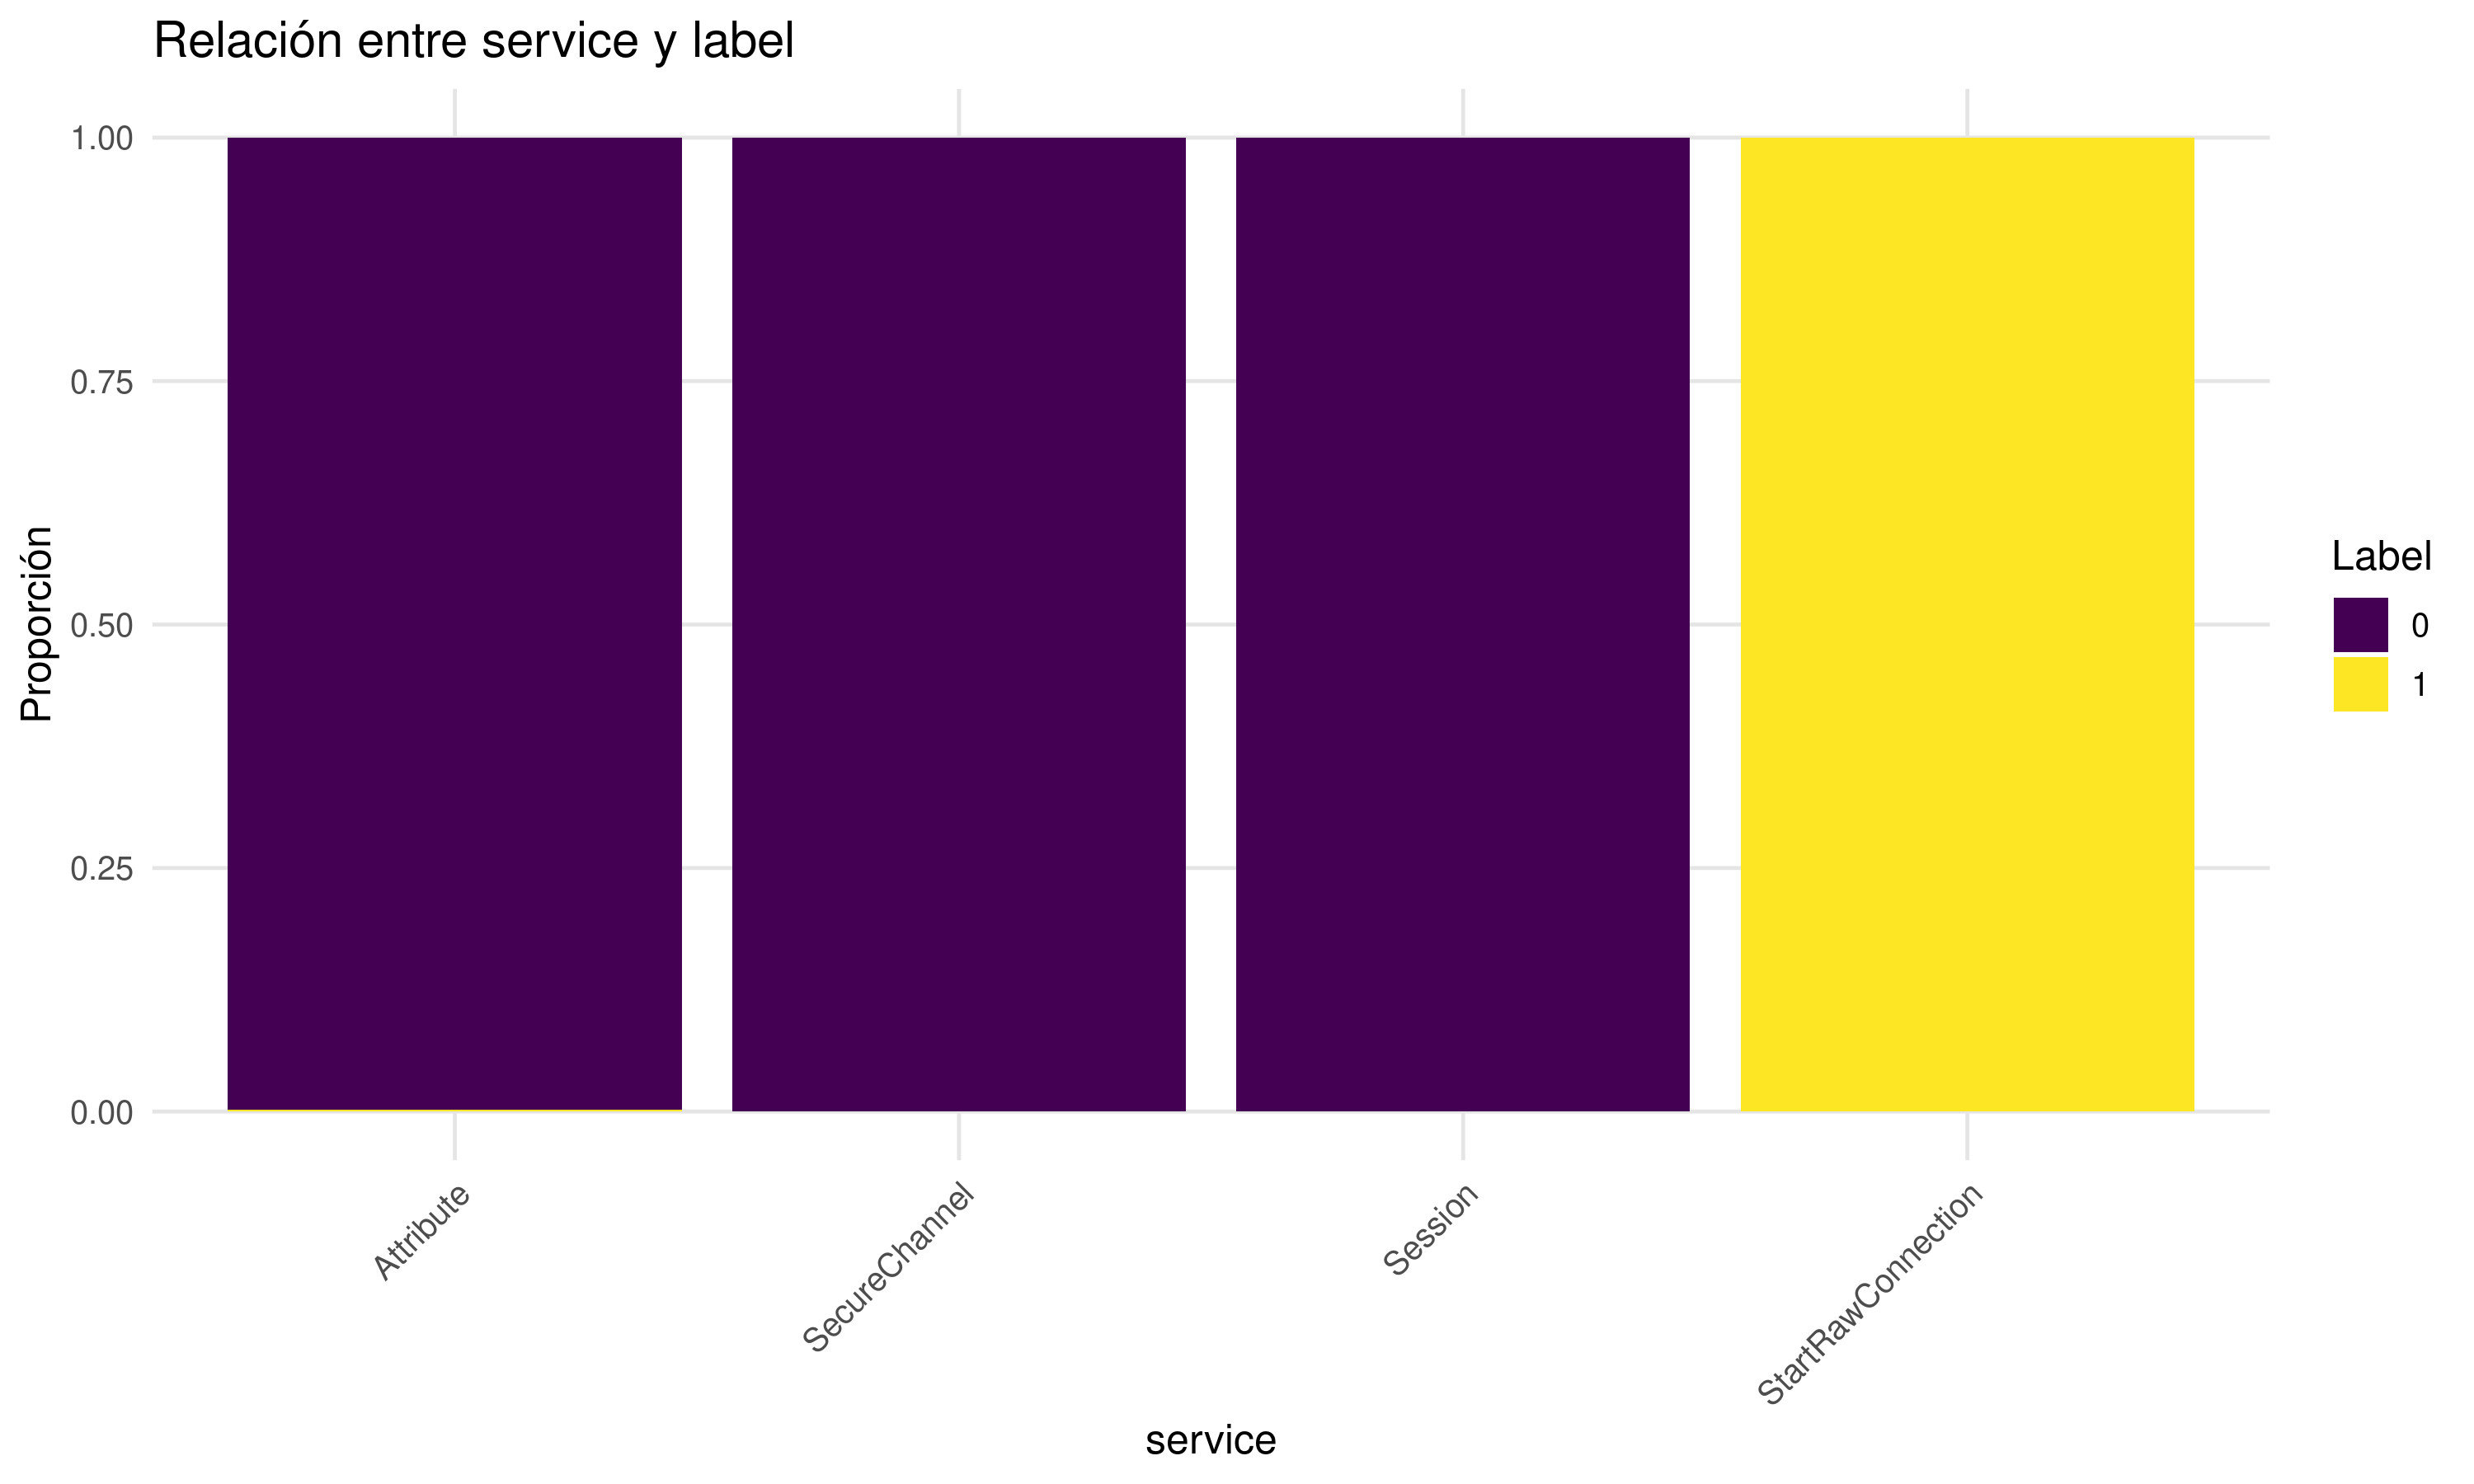 Relación entre service y label
1.00
0.75
0.50
0.25
0.00
Proporción
Attribute
SecureChannel
Session
StartRawConnection
service
Label
0
1